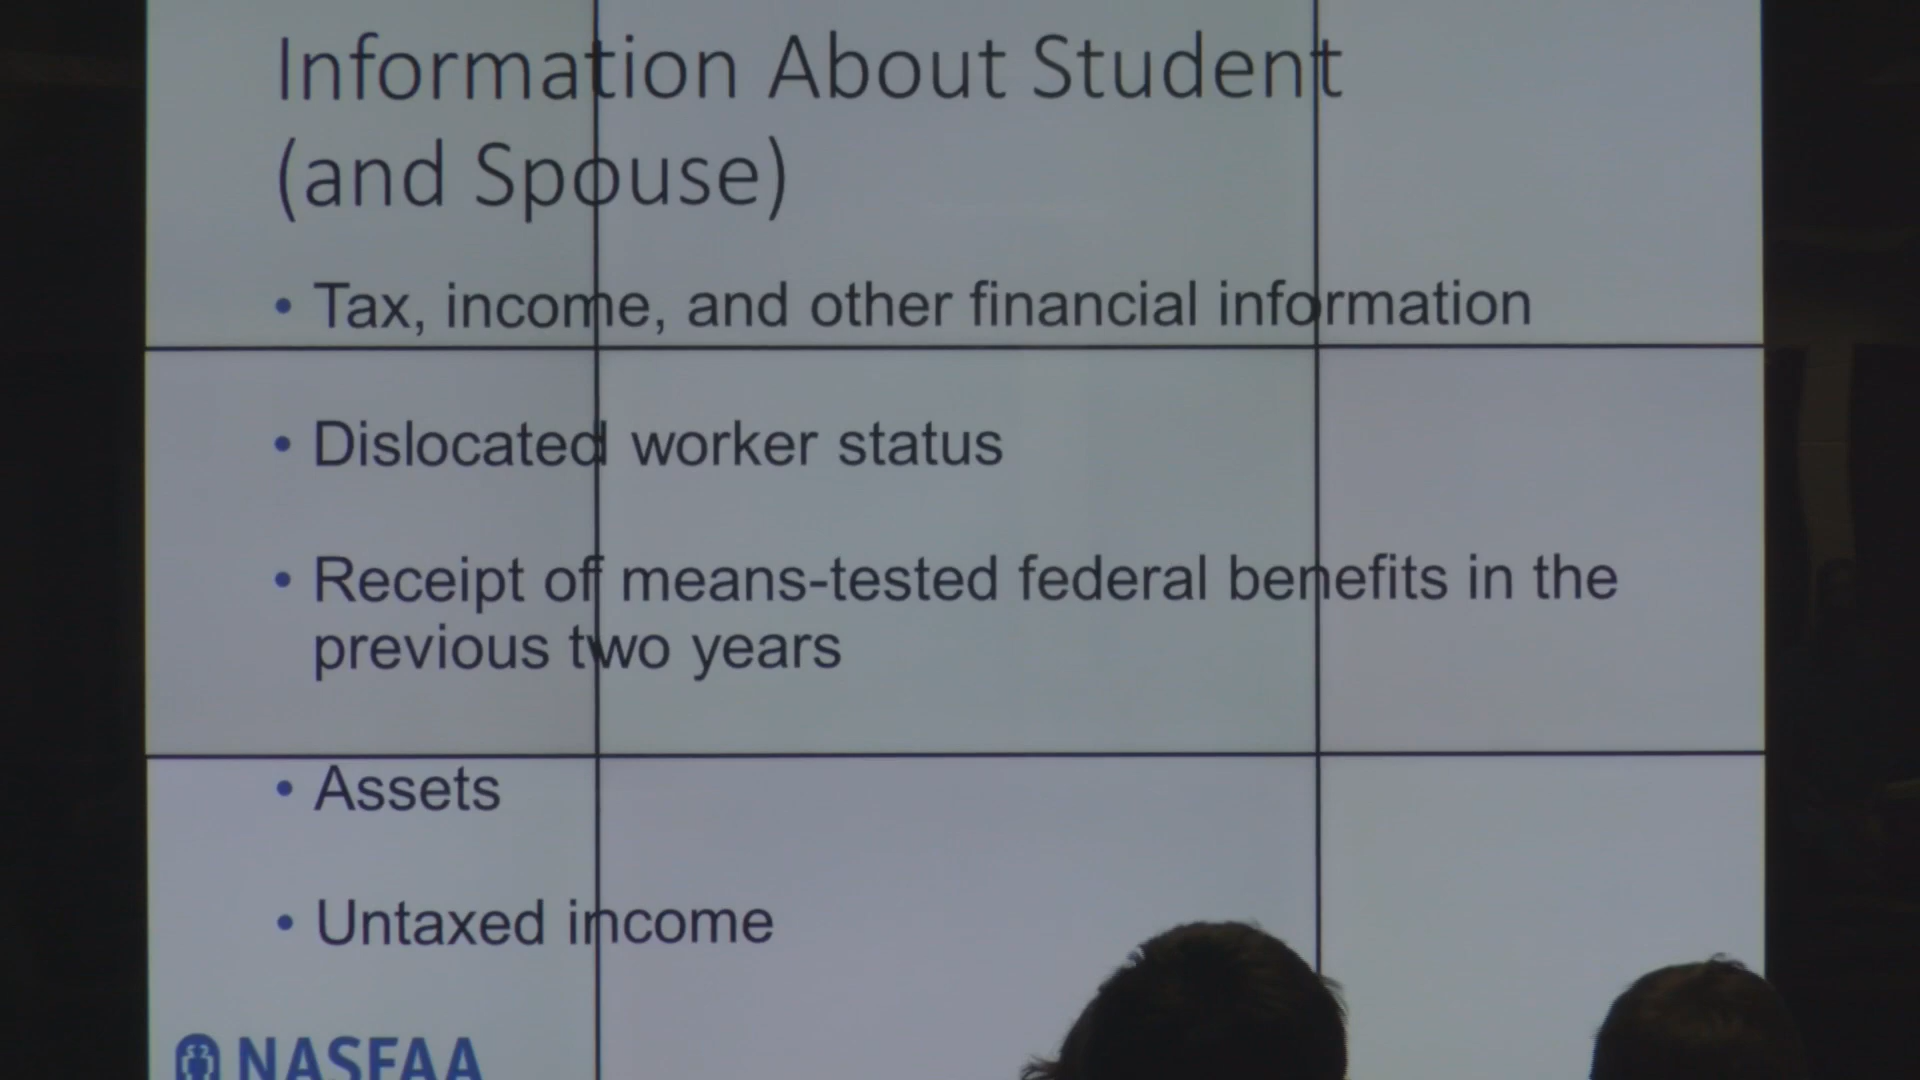 Information About Student
(and Spouse)
• Tax, income, and other financial information
• Dislocated worker status
• Receipt of means-tested federal benefits in the
previous two years
• Assets
• Untaxed income
NASFAA